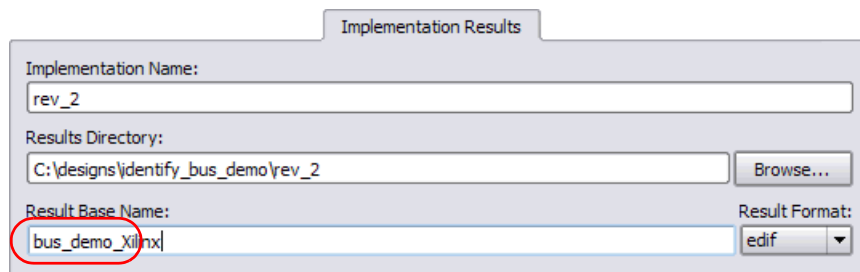 Implementation Results
Implementation Name:
rev_2
Results Directory:
C:\designs\identify_bus_demo\rev_2
Browse...
Result Base Name:
Result Format:
bus_demo_Xilinx
edif